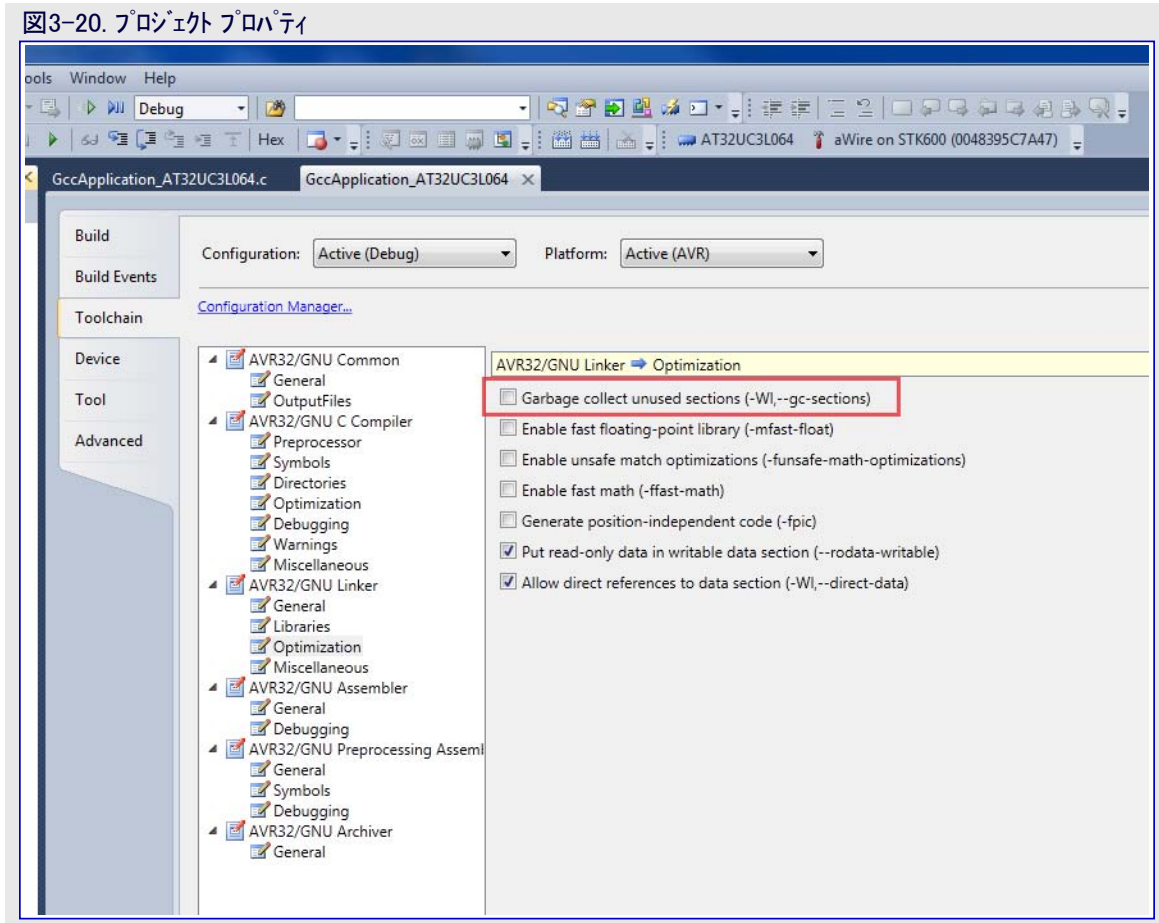 図3-20. プロジェクト プロパティ
ools Window Help
Debug
Hex AT32UC3L064 aWire on STK600 (0048395C7A47)
GccApplication_AT32UC3L064.c GccApplication_AT32UC3L064
Build
Build Events
Toolchain
Device
Tool
Advanced
Configuration: Active (Debug) Platform: Active (AVR)
Configuration Manager...
AVR32/GNU Common
General
OutputFiles
AVR32/GNU C Compiler
Preprocessor
Symbols
Directories
Optimization
Debugging
Warnings
Miscellaneous
AVR32/GNU Linker
General
Libraries
Optimization
Miscellaneous
AVR32/GNU Assembler
General
Debugging
AVR32/GNU Preprocessing Asseml
General
Symbols
Debugging
AVR32/GNU Archiver
General
AVR32/GNU Linker ➡ Optimization
Garbage collect unused sections (-Wl,--gc-sections)
Enable fast floating-point library (-mfast-float)
Enable unsafe match optimizations (-funsafe-math-optimizations)
Enable fast math (-ffast-math)
Generate position-independent code (-fpic)
Put read-only data in writable data section (--rodata-writable)
Allow direct references to data section (-Wl,--direct-data)